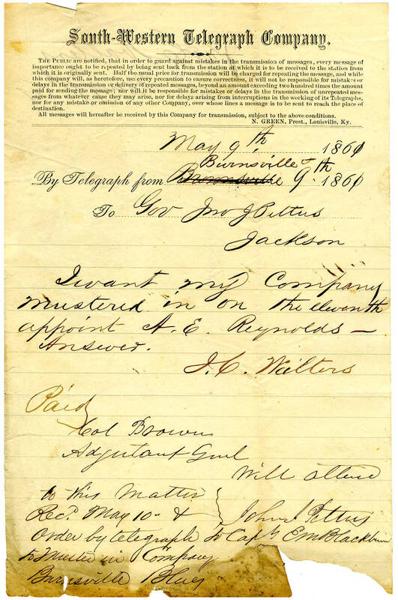 South-Western Telegraph Company.
THE PUBLIC are notified, that in order to guard against mistakes in the transmission of messages, every message of
importance ought to be repeated by being sent back from the station at which it is to be received to the station from
which it is originally sent. Half the usual price for transmission will be charged for repeating the message, and while
this company will, as heretofore, use every precaution to ensure correctness, it will not be responsible for mistakes or
delays in the transmission or delivery of repeated messages, beyond an amount exceeding two hundred times the amount
paid for sending the message; nor will it be responsible for mistakes or delays in the transmission of unrepeated messages
from whatever cause they may arise, nor for delays arising from interruptions in the working of its Telegraphs,
nor for any mistake or omission of any other Company, over whose lines a message is to be sent to reach the place of
destination.
All messages will hereafter be received by this Company for transmission, subject to the above conditions.
N. GREEN, Prest., Louisville, Ky.
May 9th 1861
Burnsville
By Telegraph from 9th 1861
To Gov Jno J Pettus
Jackson
I want my Company
mustered in on the eleventh
appoint A. E. Reynolds —
Answer.
J. C. Walters
Paid
Col Brown
Adjutant Genl
Will attend
to this Matter
John J Pettus
Recd May 10 &
Order by telegraph to Capt E M Blackburn
to Muster in Company
Burnsville Blues